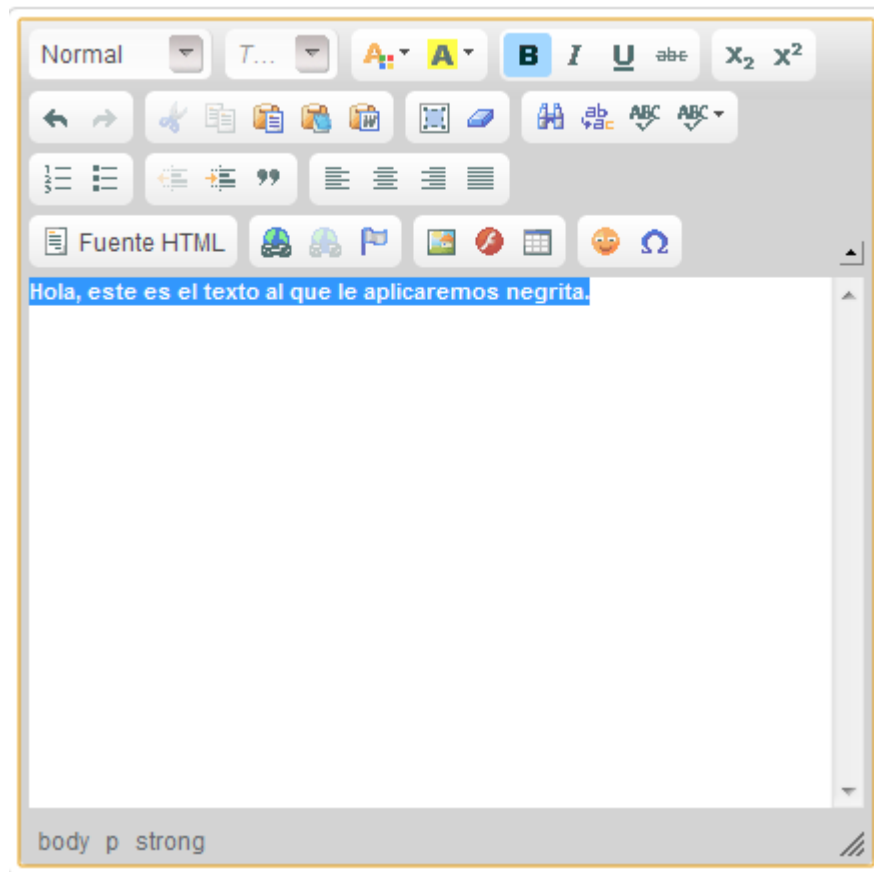 Normal T... A A B I U abc X₂ X²
ABC ABC
Fuente HTML Ω
Hola, este es el texto al que le aplicaremos negrita.
body p strong